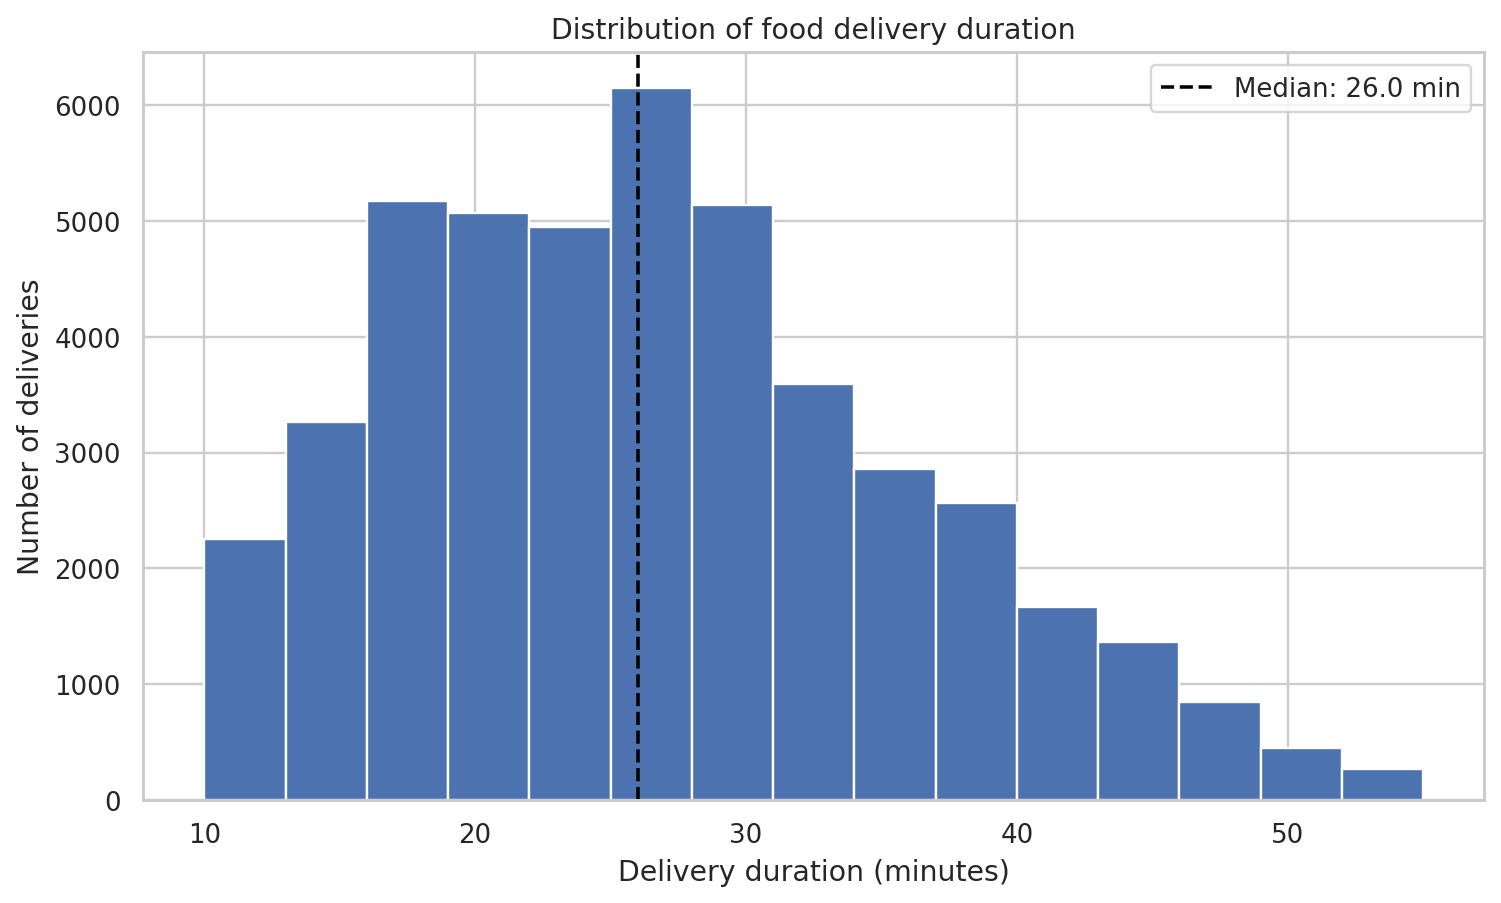 Distribution of food delivery duration
Median: 26.0 min
Number of deliveries
6000
5000
4000
3000
2000
1000
0
10 20 30 40 50
Delivery duration (minutes)